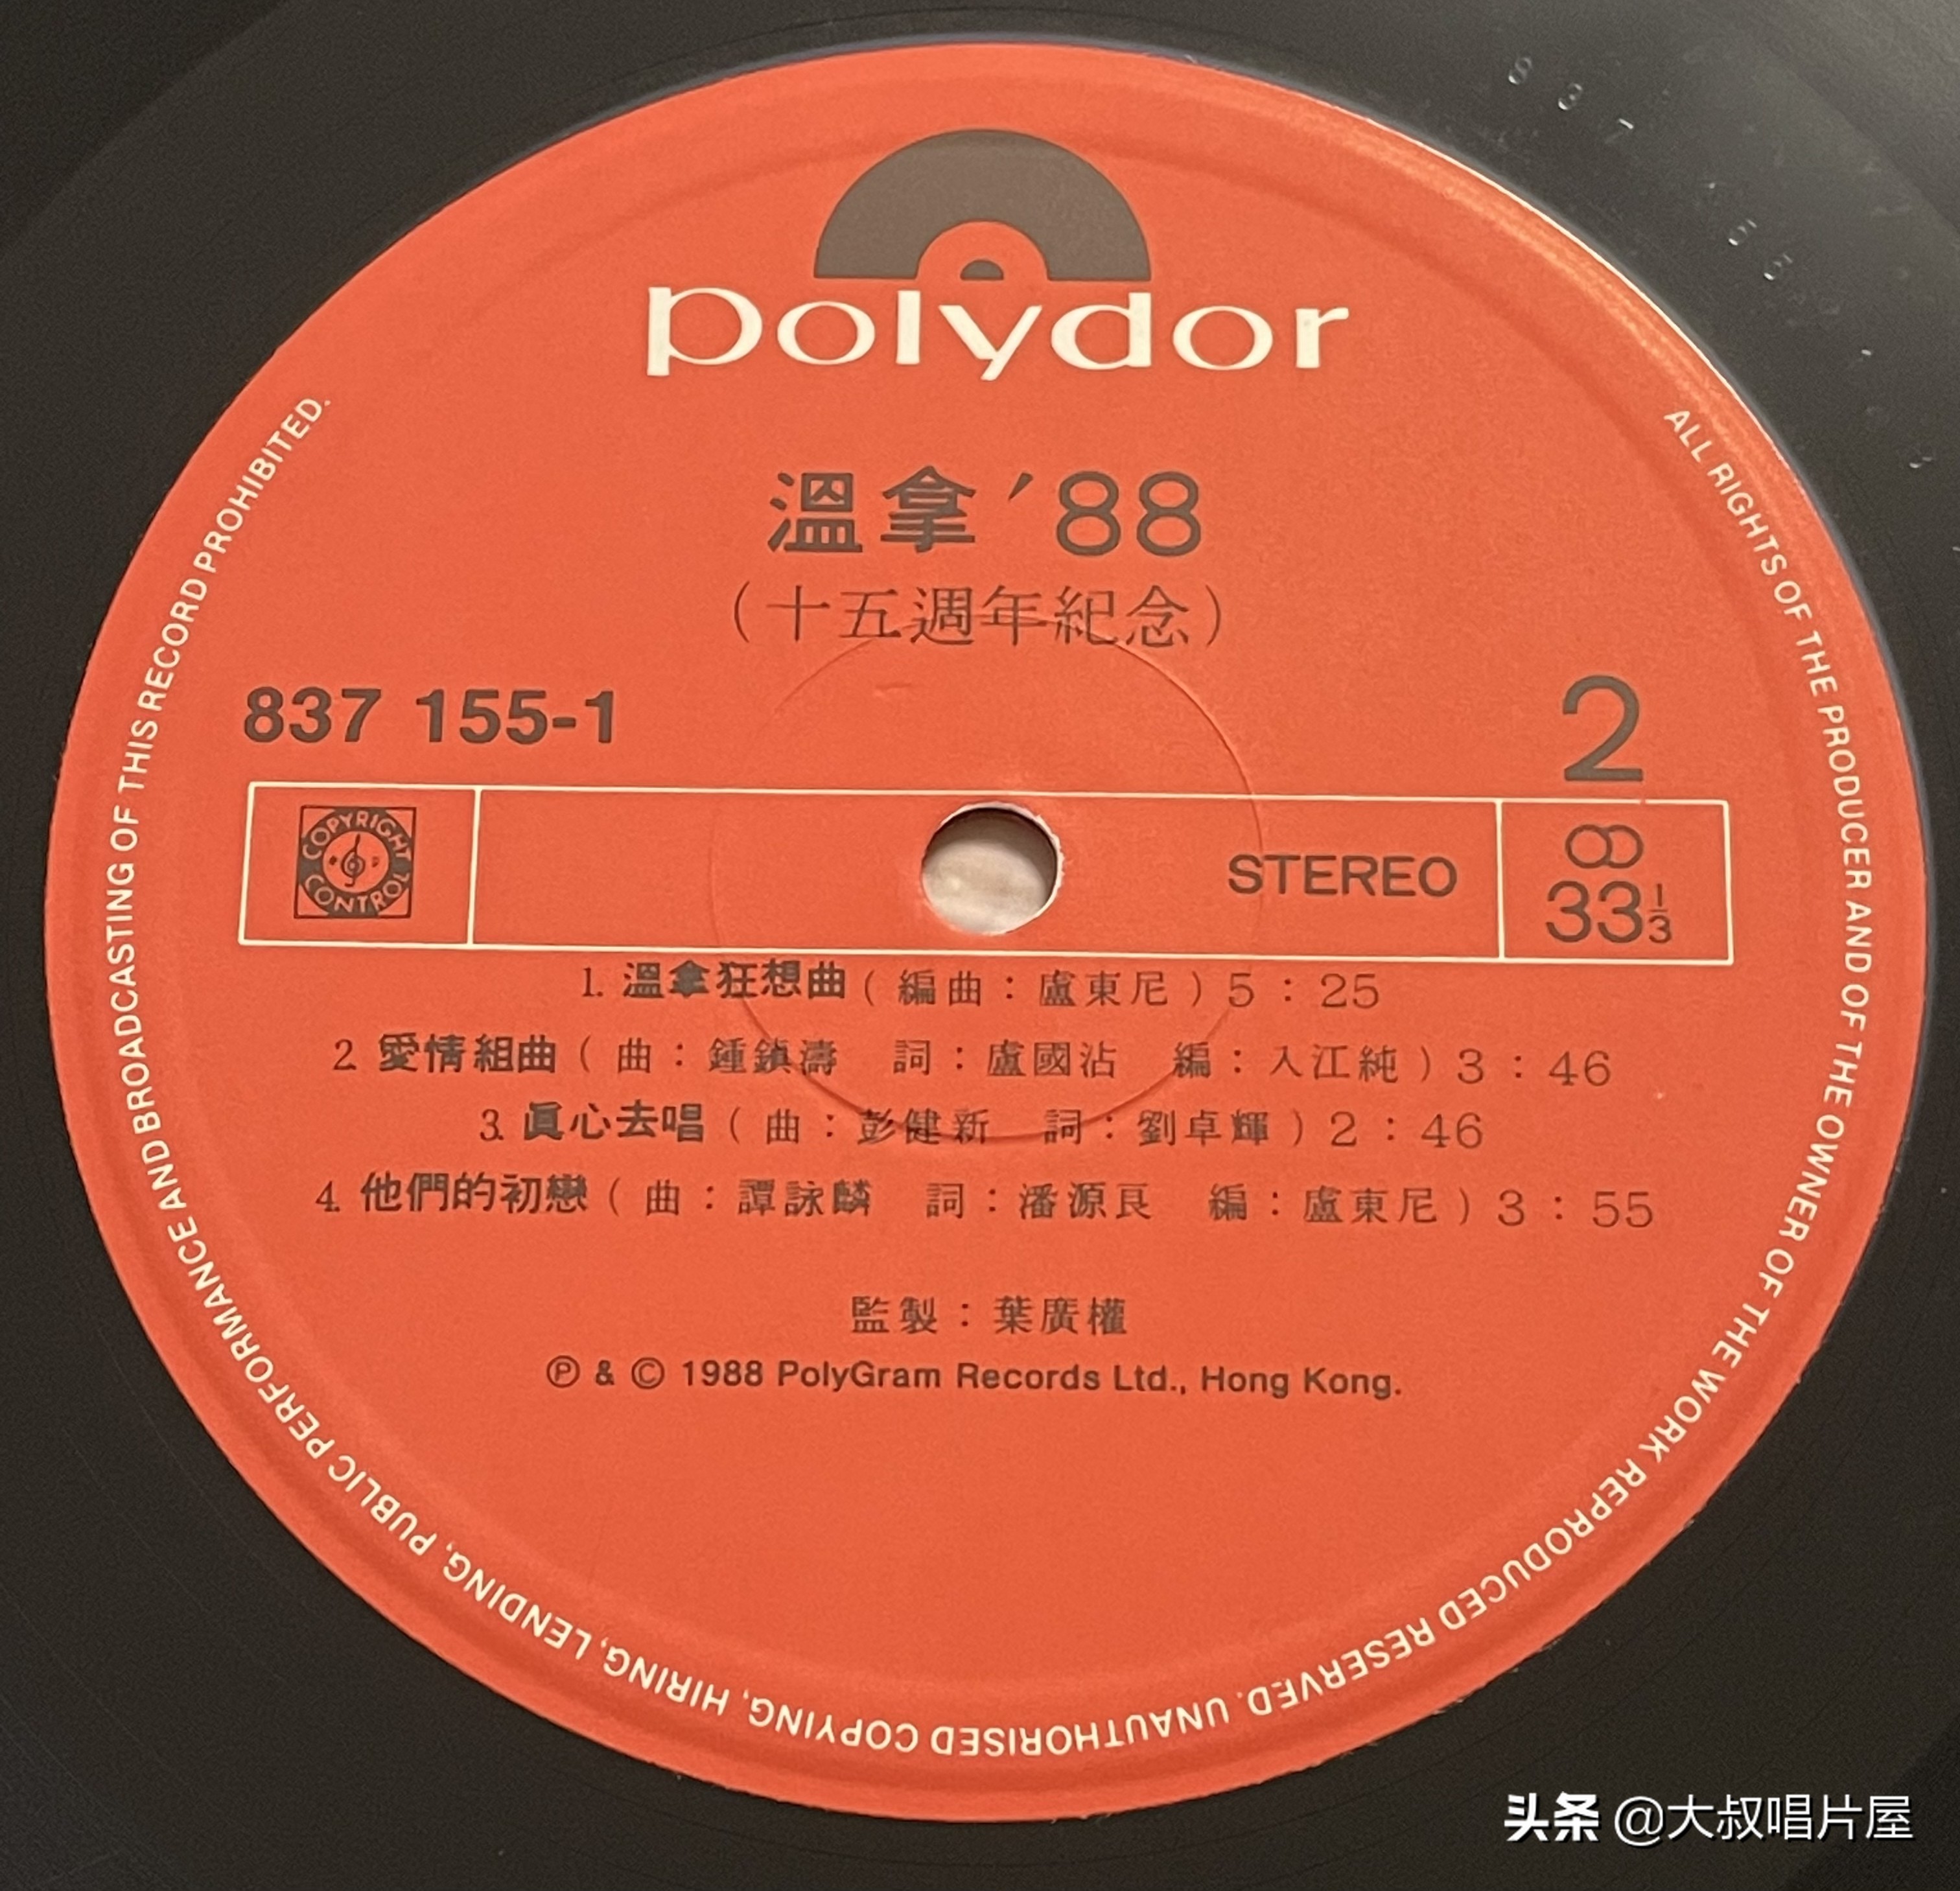 polydor
溫拿'88
(十五週年紀念)
837 155-1
2
COPYRIGHT
CONTROL
STEREO
33 1/3
1. 溫拿狂想曲(編曲:盧東尼)5:25
2. 愛情組曲(曲:鍾鎮濤 詞:盧國沾 編:入江純)3:46
3. 眞心去唱(曲:彭健新 詞:劉卓輝)2:46
4. 他們的初戀(曲:譚詠麟 詞:潘源良 編:盧東尼)3:55
監製:葉廣權
Ⓟ & © 1988 PolyGram Records Ltd., Hong Kong.
ALL RIGHTS OF THE PRODUCER AND OF THE OWNER OF THE WORK REPRODUCED RESERVED. UNAUTHORISED COPYING, HIRING, LENDING, PUBLIC PERFORMANCE AND BROADCASTING OF THIS RECORD PROHIBITED.
头条 @大叔唱片屋